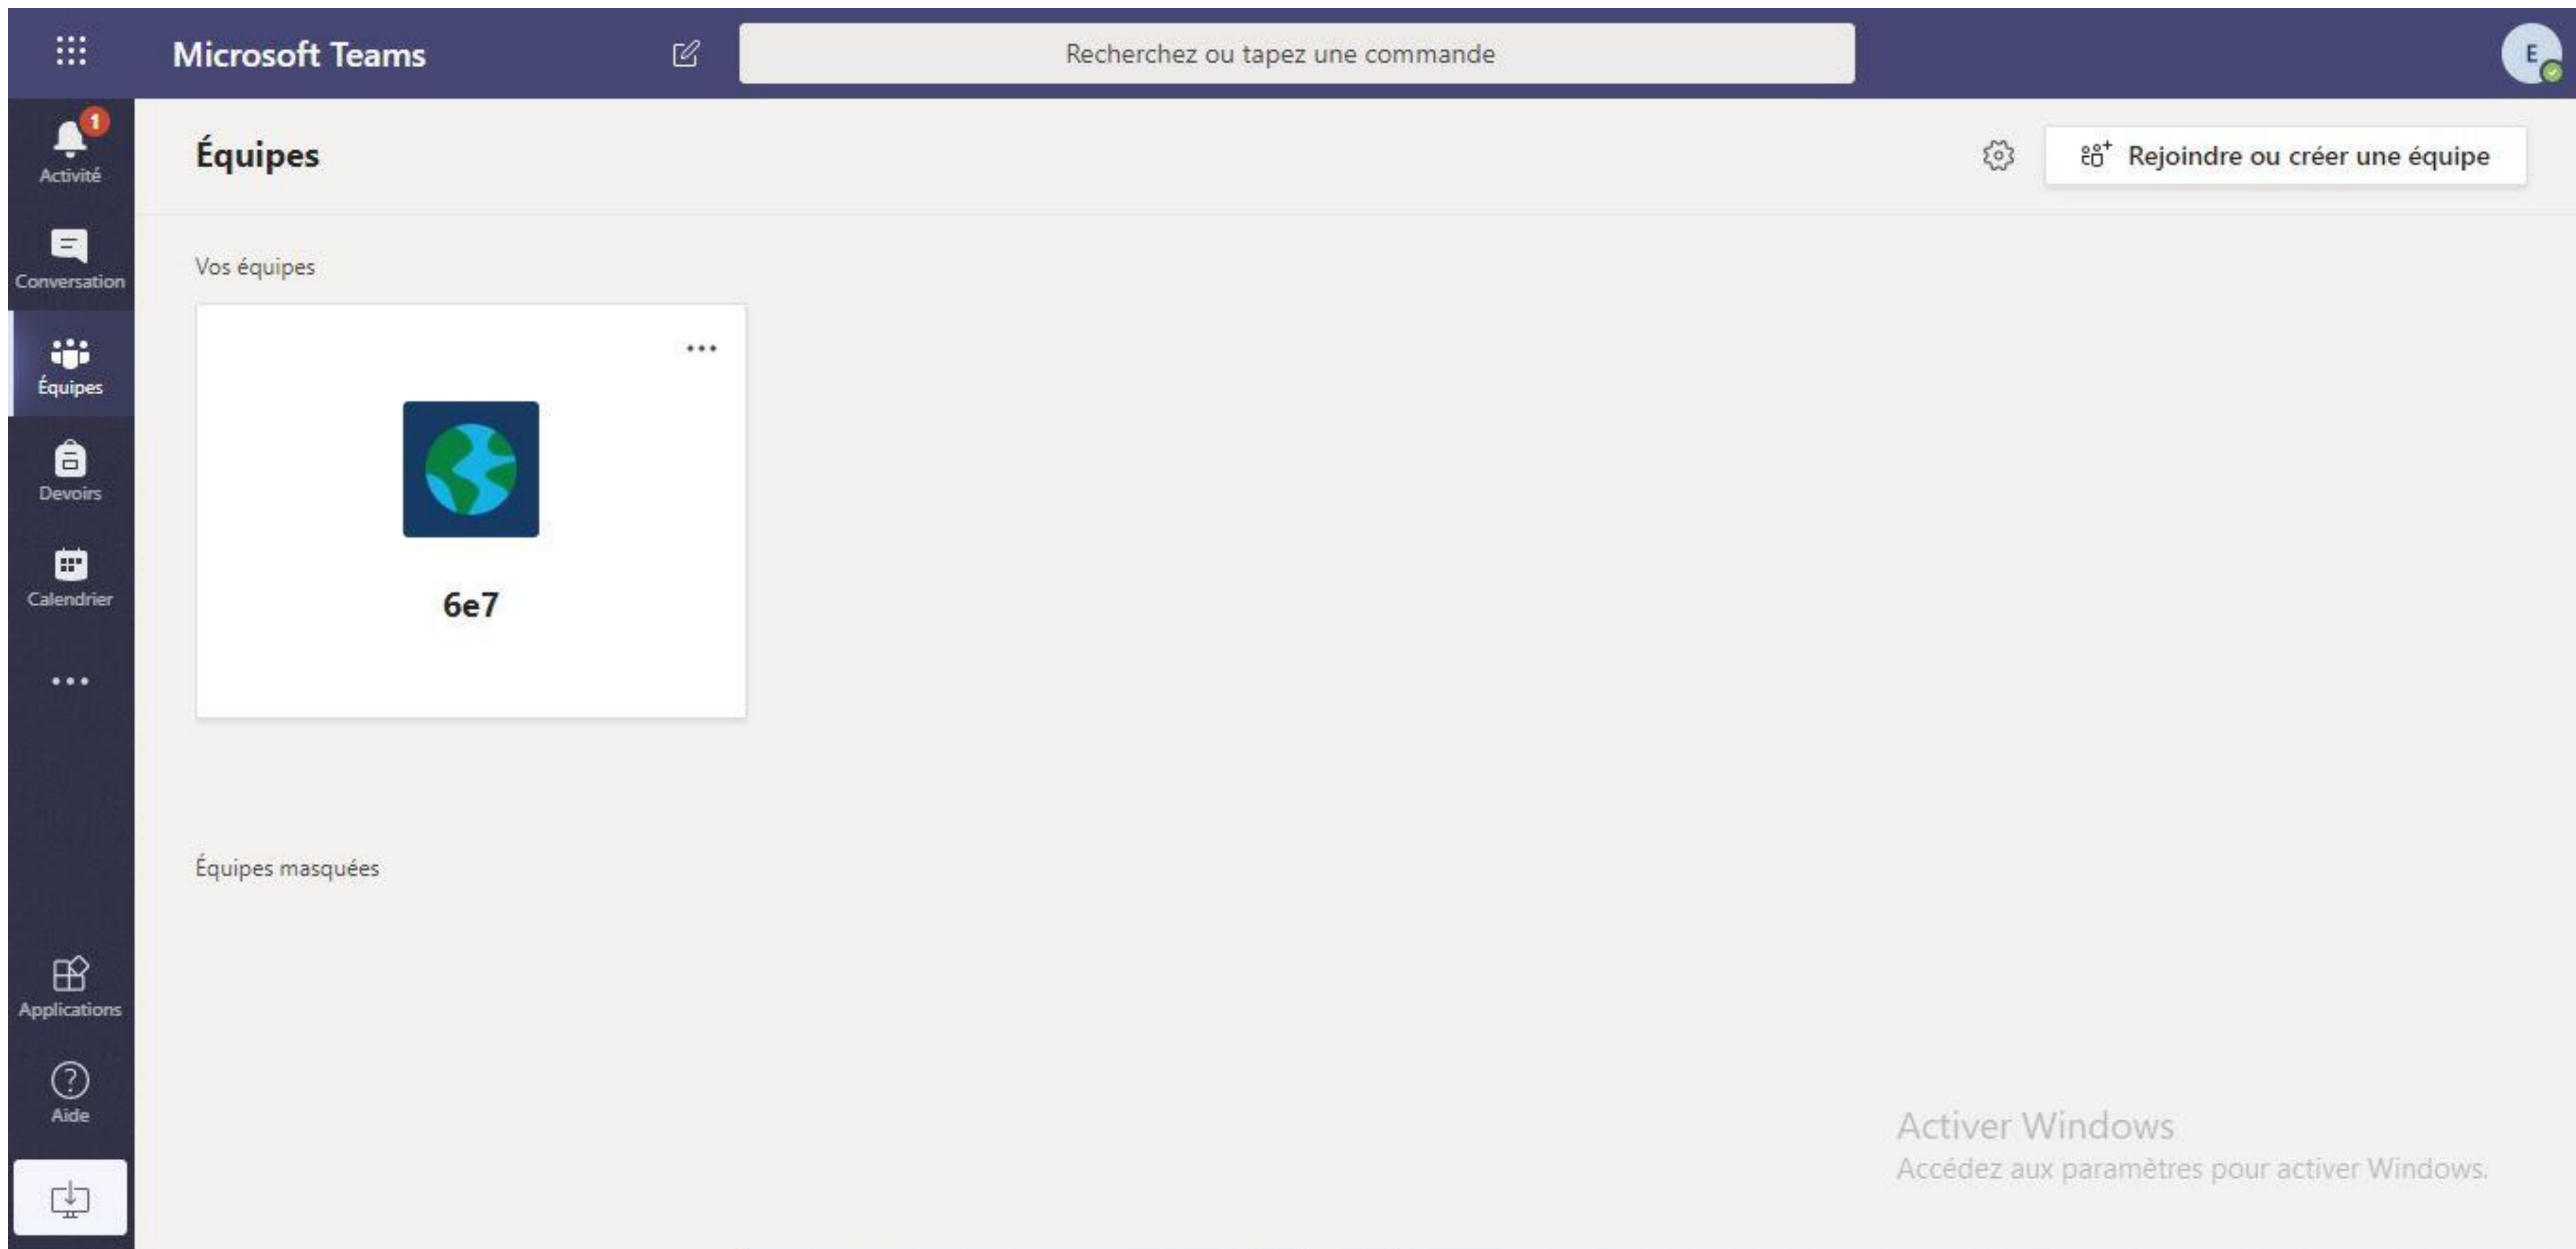 Microsoft Teams
Recherchez ou tapez une commande
E
1
Activité
Conversation
Équipes
Devoirs
Calendrier
Applications
Aide
Équipes
Rejoindre ou créer une équipe
Vos équipes
6e7
Équipes masquées
Activer Windows
Accédez aux paramètres pour activer Windows.